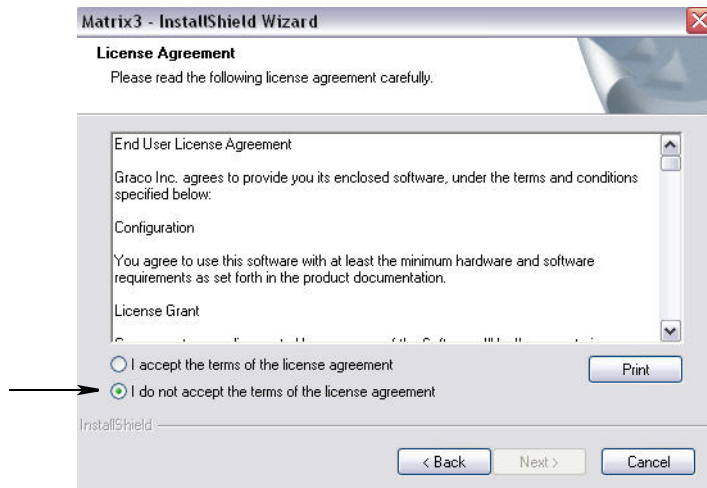 Matrix3 - InstallShield Wizard
License Agreement
Please read the following license agreement carefully.
End User License Agreement
Graco Inc. agrees to provide you its enclosed software, under the terms and conditions
specified below:
Configuration
You agree to use this software with at least the minimum hardware and software
requirements as set forth in the product documentation.
License Grant
I accept the terms of the license agreement
Print
I do not accept the terms of the license agreement
InstallShield
< Back
Next >
Cancel